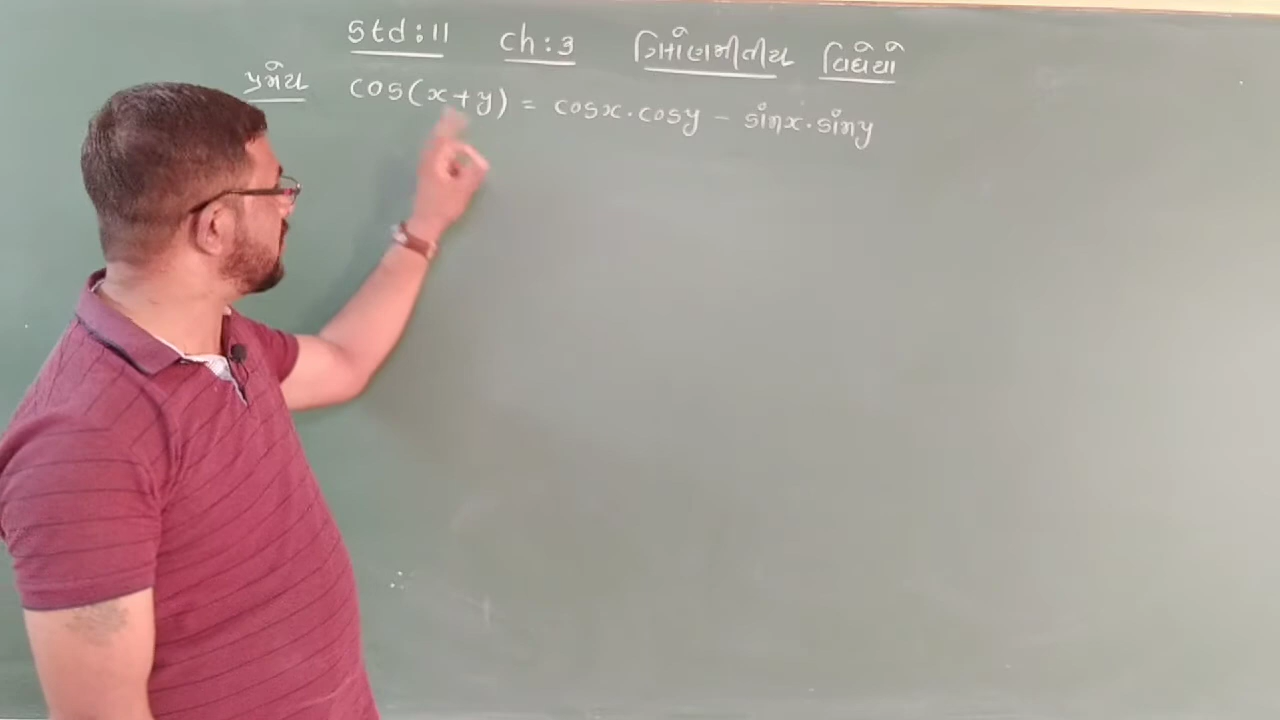 Std : 11 ch : 3 ત્રિકોણમીતીય વિધેયો
પ્રમેય cos(x+y) = cosx . cosy - sinx . siny